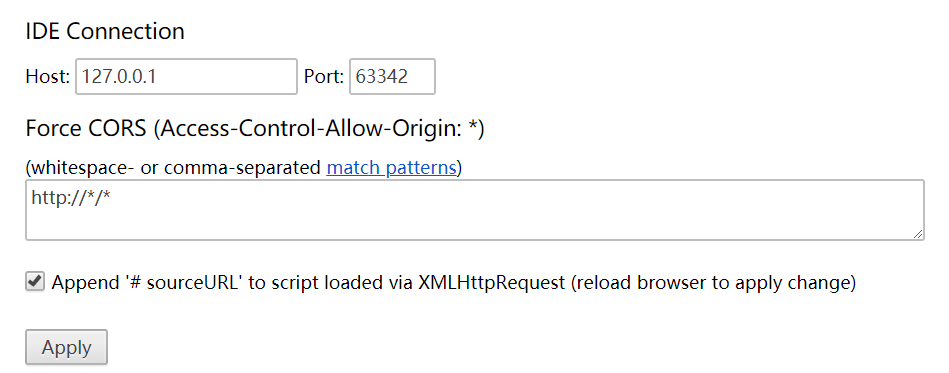 IDE Connection
Host: 127.0.0.1 Port: 63342
Force CORS (Access-Control-Allow-Origin: *)
(whitespace- or comma-separated match patterns)
http://*/*
Append '# sourceURL' to script loaded via XMLHttpRequest (reload browser to apply change)
Apply